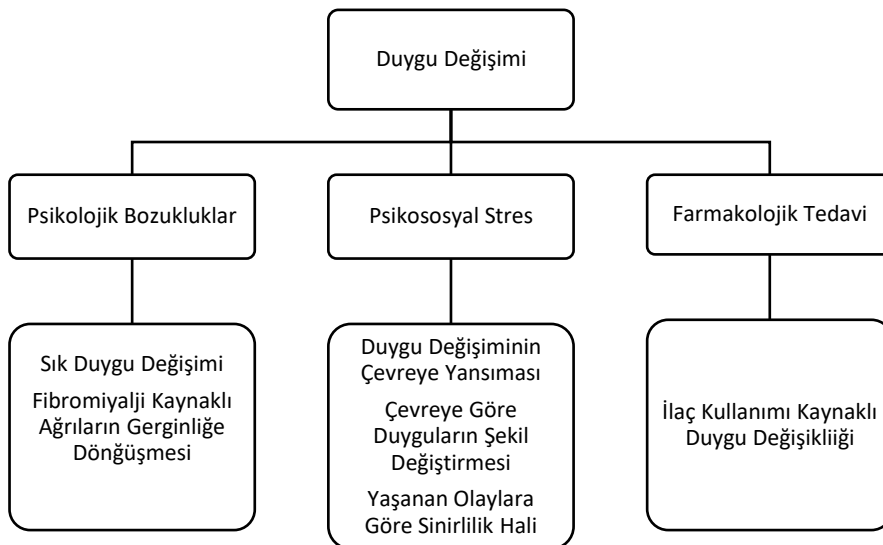 Duygu Değişimi
Psikolojik Bozukluklar
Psikososyal Stres
Farmakolojik Tedavi
Sık Duygu Değişimi
Fibromiyalji Kaynaklı
Ağrıların Gerginliğe
Dönğüşmesi
Duygu Değişiminin
Çevreye Yansıması
Çevreye Göre
Duyguların Şekil
Değiştirmesi
Yaşanan Olaylara
Göre Sinirlilik Hali
İlaç Kullanımı Kaynaklı
Duygu Değişikliiği